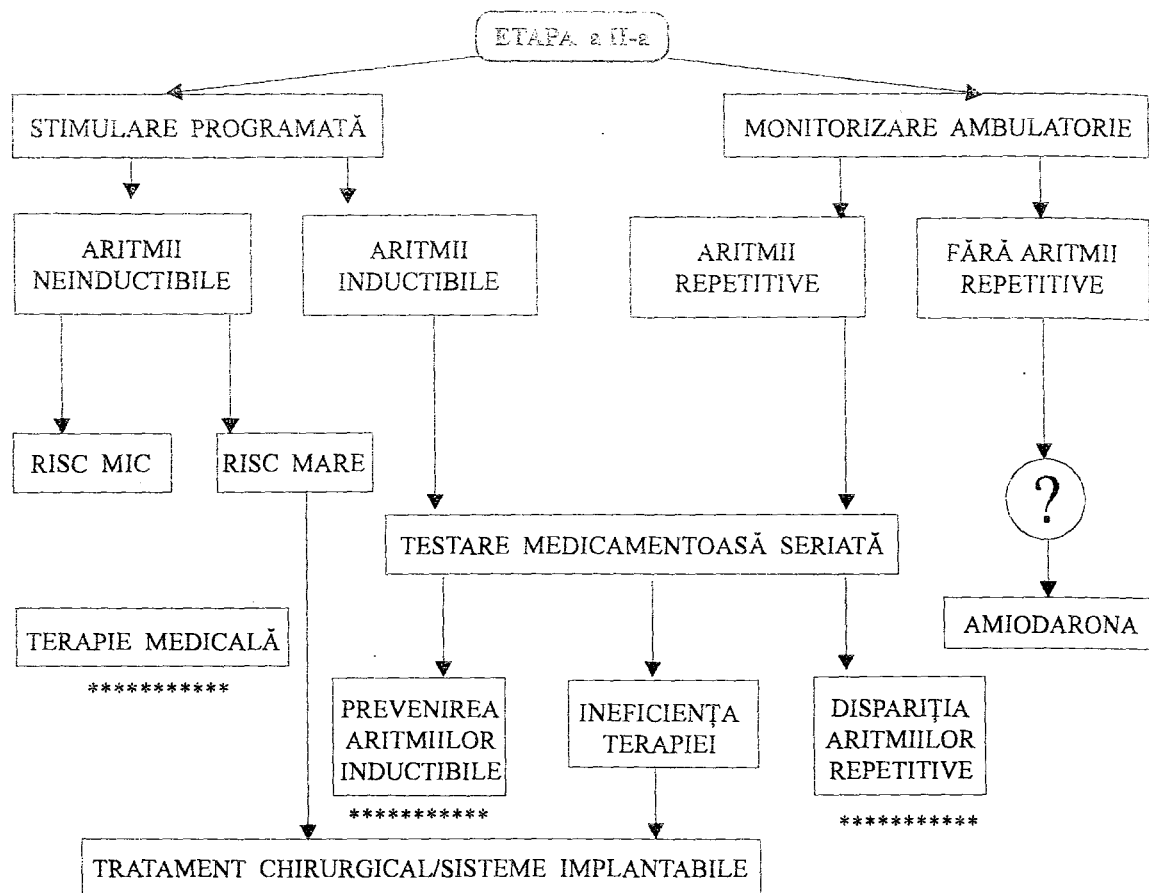 ETAPA a II-a
STIMULARE PROGRAMATĂ
MONITORIZARE AMBULATORIE
ARITMII
NEINDUCTIBILE
ARITMII
INDUCTIBILE
ARITMII
REPETITIVE
FĂRĂ ARITMII
REPETITIVE
RISC MIC
RISC MARE
?
TESTARE MEDICAMENTOASĂ SERIATĂ
AMIODARONA
TERAPIE MEDICALĂ
***********
PREVENIREA
ARITMIILOR
INDUCTIBILE
***********
INEFICIENȚA
TERAPIEI
DISPARIȚIA
ARITMIILOR
REPETITIVE
***********
TRATAMENT CHIRURGICAL/SISTEME IMPLANTABILE